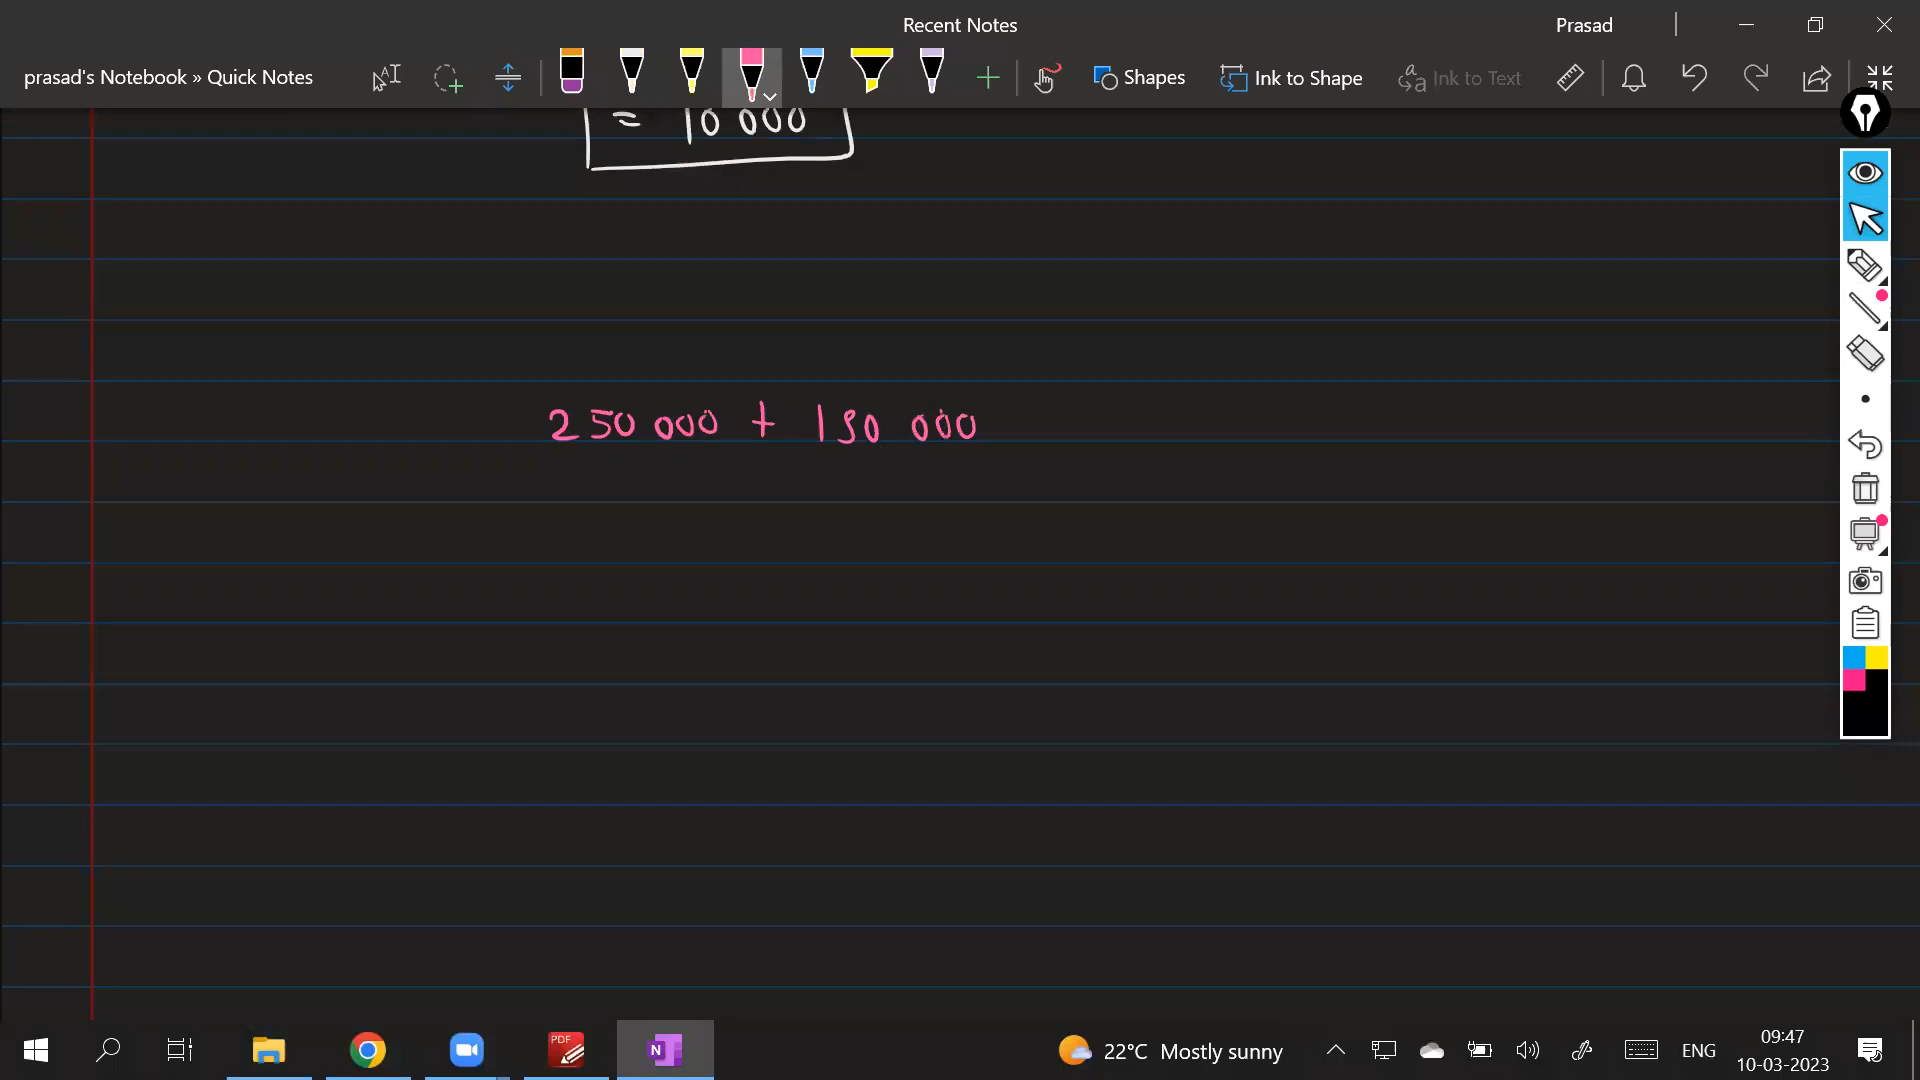 Recent Notes
Prasad
prasad's Notebook » Quick Notes
Shapes
Ink to Shape
Ink to Text
= 10 000
250 000 + 150 000
PDF
N
22°C Mostly sunny
ENG
09:47
10-03-2023